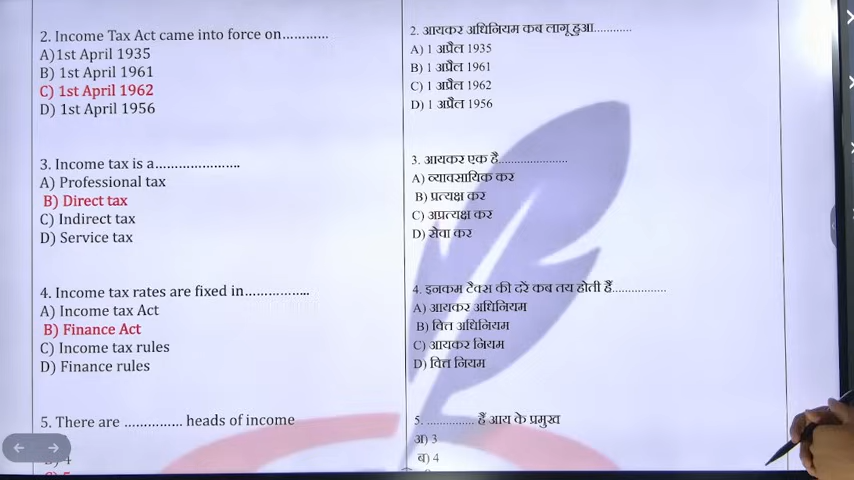 2. Income Tax Act came into force on............
A)1st April 1935
B) 1st April 1961
C) 1st April 1962
D) 1st April 1956
3. Income tax is a......................
A) Professional tax
B) Direct tax
C) Indirect tax
D) Service tax
4. Income tax rates are fixed in.................
A) Income tax Act
B) Finance Act
C) Income tax rules
D) Finance rules
5. There are ............... heads of income
2. आयकर अधिनियम कब लागू हुआ............
A) 1 अप्रैल 1935
B) 1 अप्रैल 1961
C) 1 अप्रैल 1962
D) 1 अप्रैल 1956
3. आयकर एक है......................
A) व्यावसायिक कर
B) प्रत्यक्ष कर
C) अप्रत्यक्ष कर
D) सेवा कर
4. इनकम टैक्स की दरे कब तय होती हैं.................
A) आयकर अधिनियम
B) वित्त अधिनियम
C) आयकर नियम
D) वित्त नियम
5. ............... हैं आय के प्रमुख
अ) 3
ब) 4